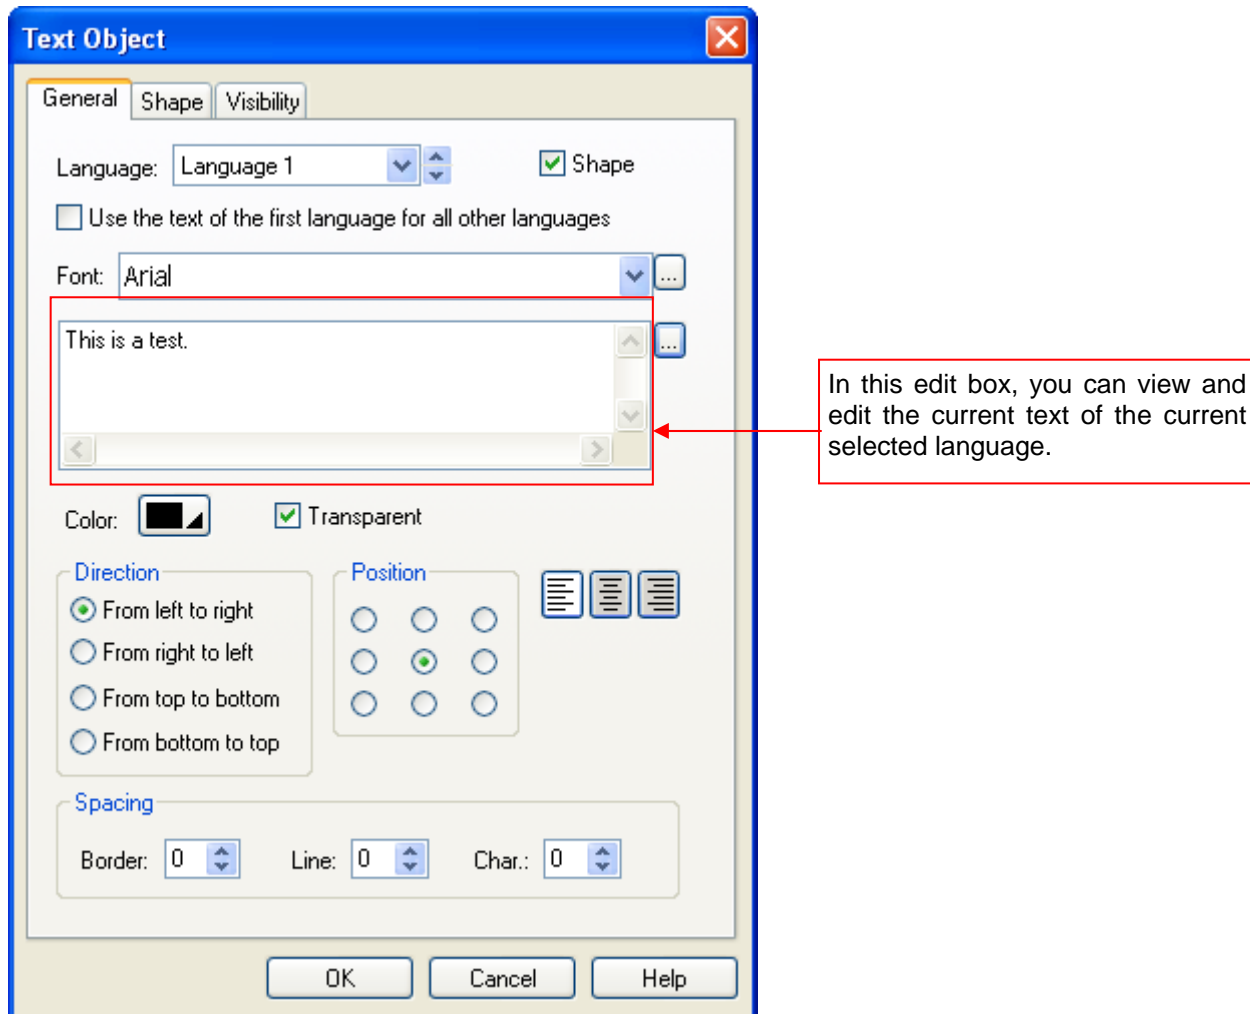 Text Object
General Shape Visibility
Language: Language 1 Shape
Use the text of the first language for all other languages
Font: Arial ...
This is a test. ...
In this edit box, you can view and
edit the current text of the current
selected language.
Color: Transparent
Direction Position
From left to right
From right to left
From top to bottom
From bottom to top
Spacing
Border: 0 Line: 0 Char.: 0
OK Cancel Help